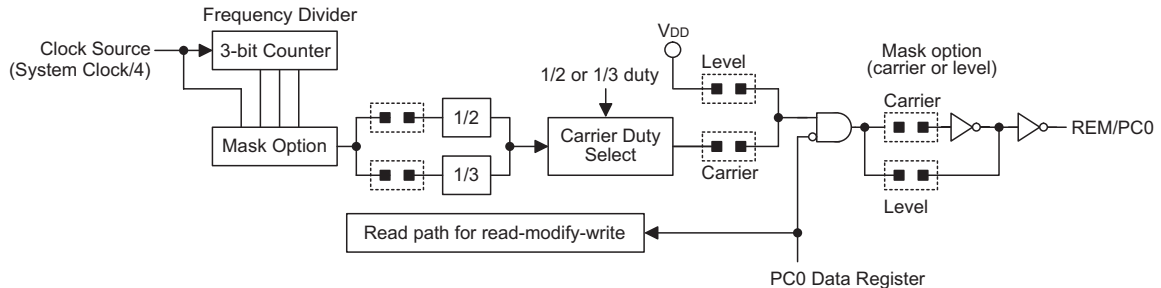 Frequency Divider
Clock Source
(System Clock/4)
3-bit Counter
Mask Option
1/2
1/3
1/2 or 1/3 duty
Carrier Duty
Select
VDD
Level
Carrier
Mask option
(carrier or level)
Carrier
Level
REM/PC0
Read path for read-modify-write
PC0 Data Register